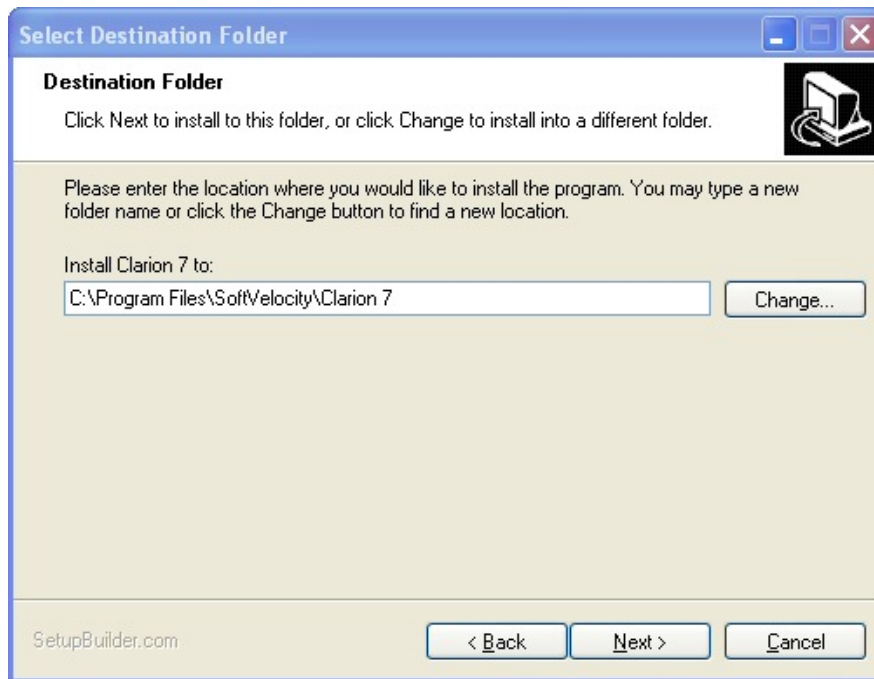 Select Destination Folder
Destination Folder
Click Next to install to this folder, or click Change to install into a different folder.
Please enter the location where you would like to install the program. You may type a new
folder name or click the Change button to find a new location.
Install Clarion 7 to:
C:\Program Files\SoftVelocity\Clarion 7
Change...
SetupBuilder.com
< Back
Next >
Cancel